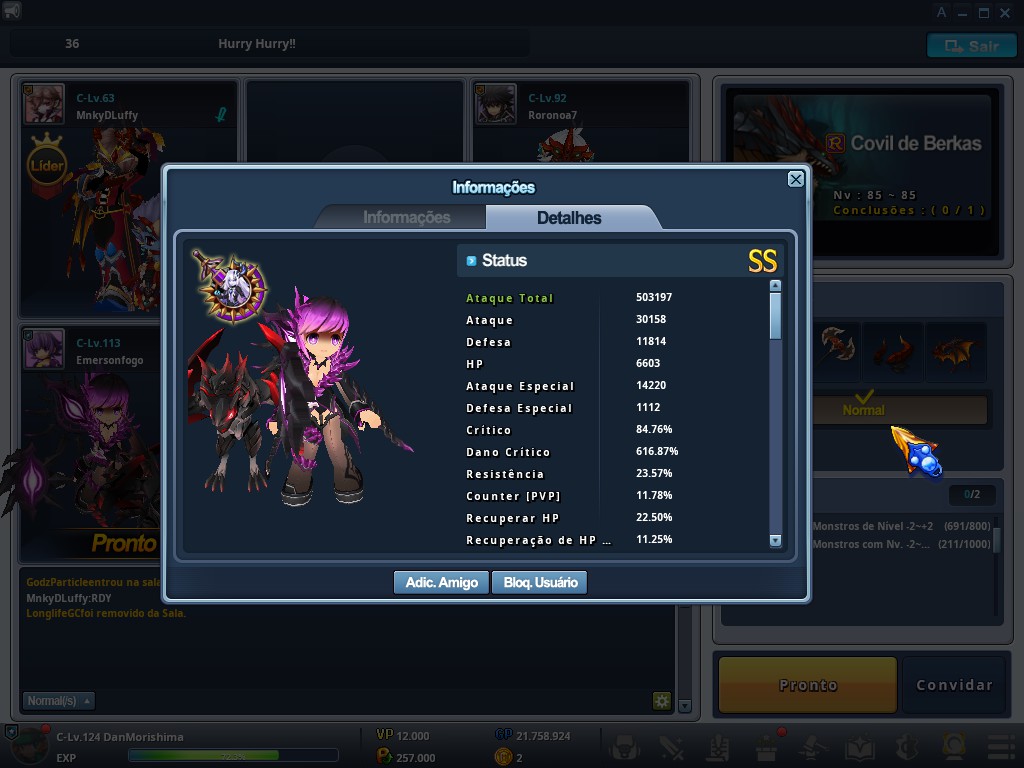 A
36 Hurry Hurry!!
Sair
C-Lv.63
MnkyDLuffy
Líder
C-Lv.92
Roronoa7
R Covil de Berkas
Nv : 85 ~ 85
Conclusões : ( 0 / 1 )
Informações
Informações
Detalhes
Status
SS
Ataque Total 503197
Ataque 30158
Defesa 11814
HP 6603
Ataque Especial 14220
Defesa Especial 1112
Crítico 84.76%
Dano Crítico 616.87%
Resistência 23.57%
Counter [PVP] 11.78%
Recuperar HP 22.50%
Recuperação de HP ... 11.25%
Adic. Amigo
Bloq. Usuário
C-Lv.113
Emersonfogo
Pronto
Normal
0/2
Monstros de Nível -2~+2 (691/800)
Monstros com Nv. -2~... (211/1000)
GodzParticleentrou na sala
MnkyDLuffy:RDY
LonglifeGCfoi removido da Sala.
Normal(/s)
Pronto
Convidar
C-Lv.124 DanMorishima
EXP
VP 12.000
GP 21.758.924
257.000
2